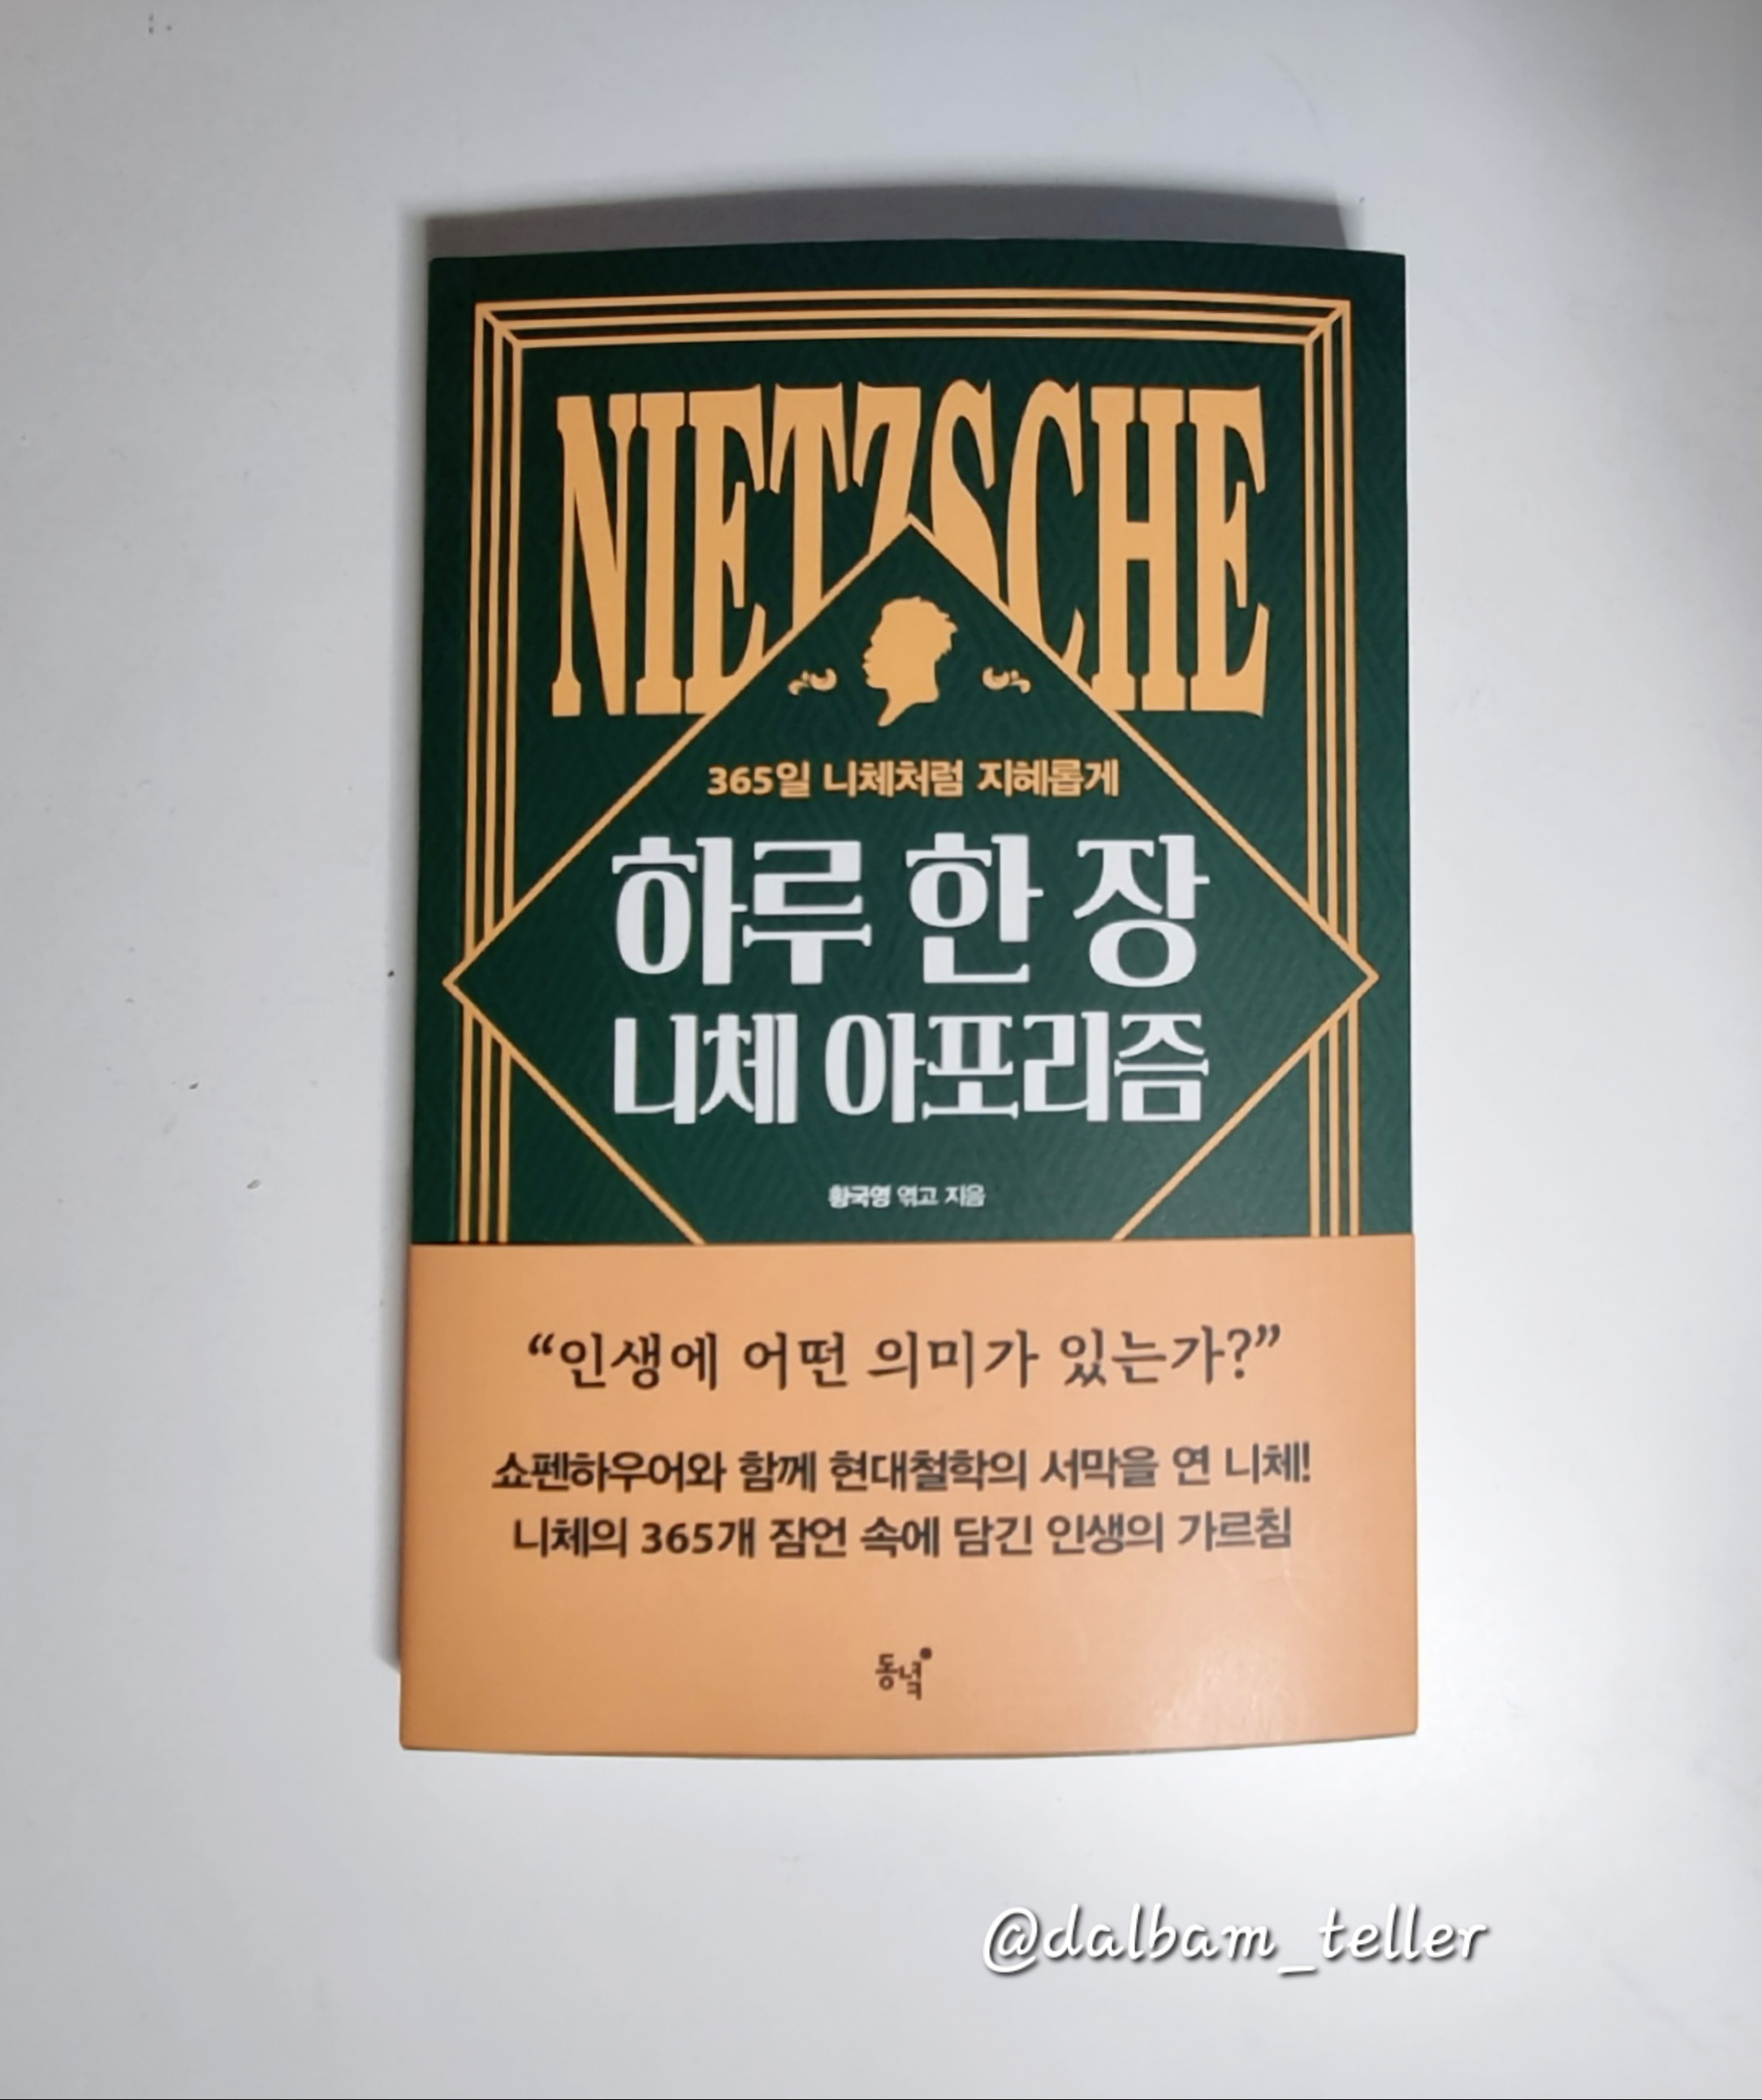 NIETZSCHE
365일 니체처럼 지혜롭게
하루 한 장
니체 아포리즘
황국영 엮고 지음
“인생에 어떤 의미가 있는가?”
쇼펜하우어와 함께 현대철학의 서막을 연 니체!
니체의 365개 잠언 속에 담긴 인생의 가르침
동녘
@dalbam_teller